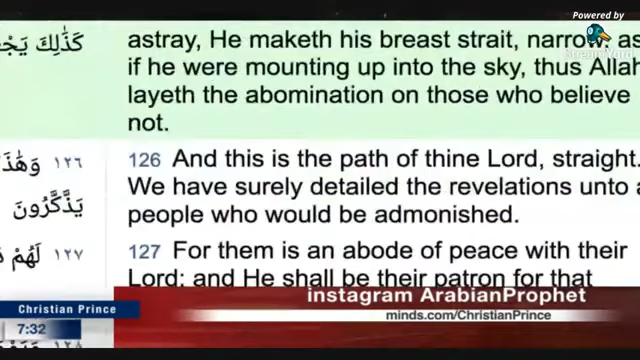 Powered by
StreamYard
astray, He maketh his breast strait, narrow, as
if he were mounting up into the sky, thus Allah
layeth the abomination on those who believe
not.
126 And this is the path of thine Lord, straight.
We have surely detailed the revelations unto a
people who would be admonished.
127 For them is an abode of peace with their
Lord; and He shall be their patron for that
كَذَٰلِكَ
١٢٦ وَهَٰذَا
يَذَّكَّرُونَ
١٢٧ لَهُمْ
instagram ArabianProphet
Christian Prince
minds.com/ChristianPrince
7:32